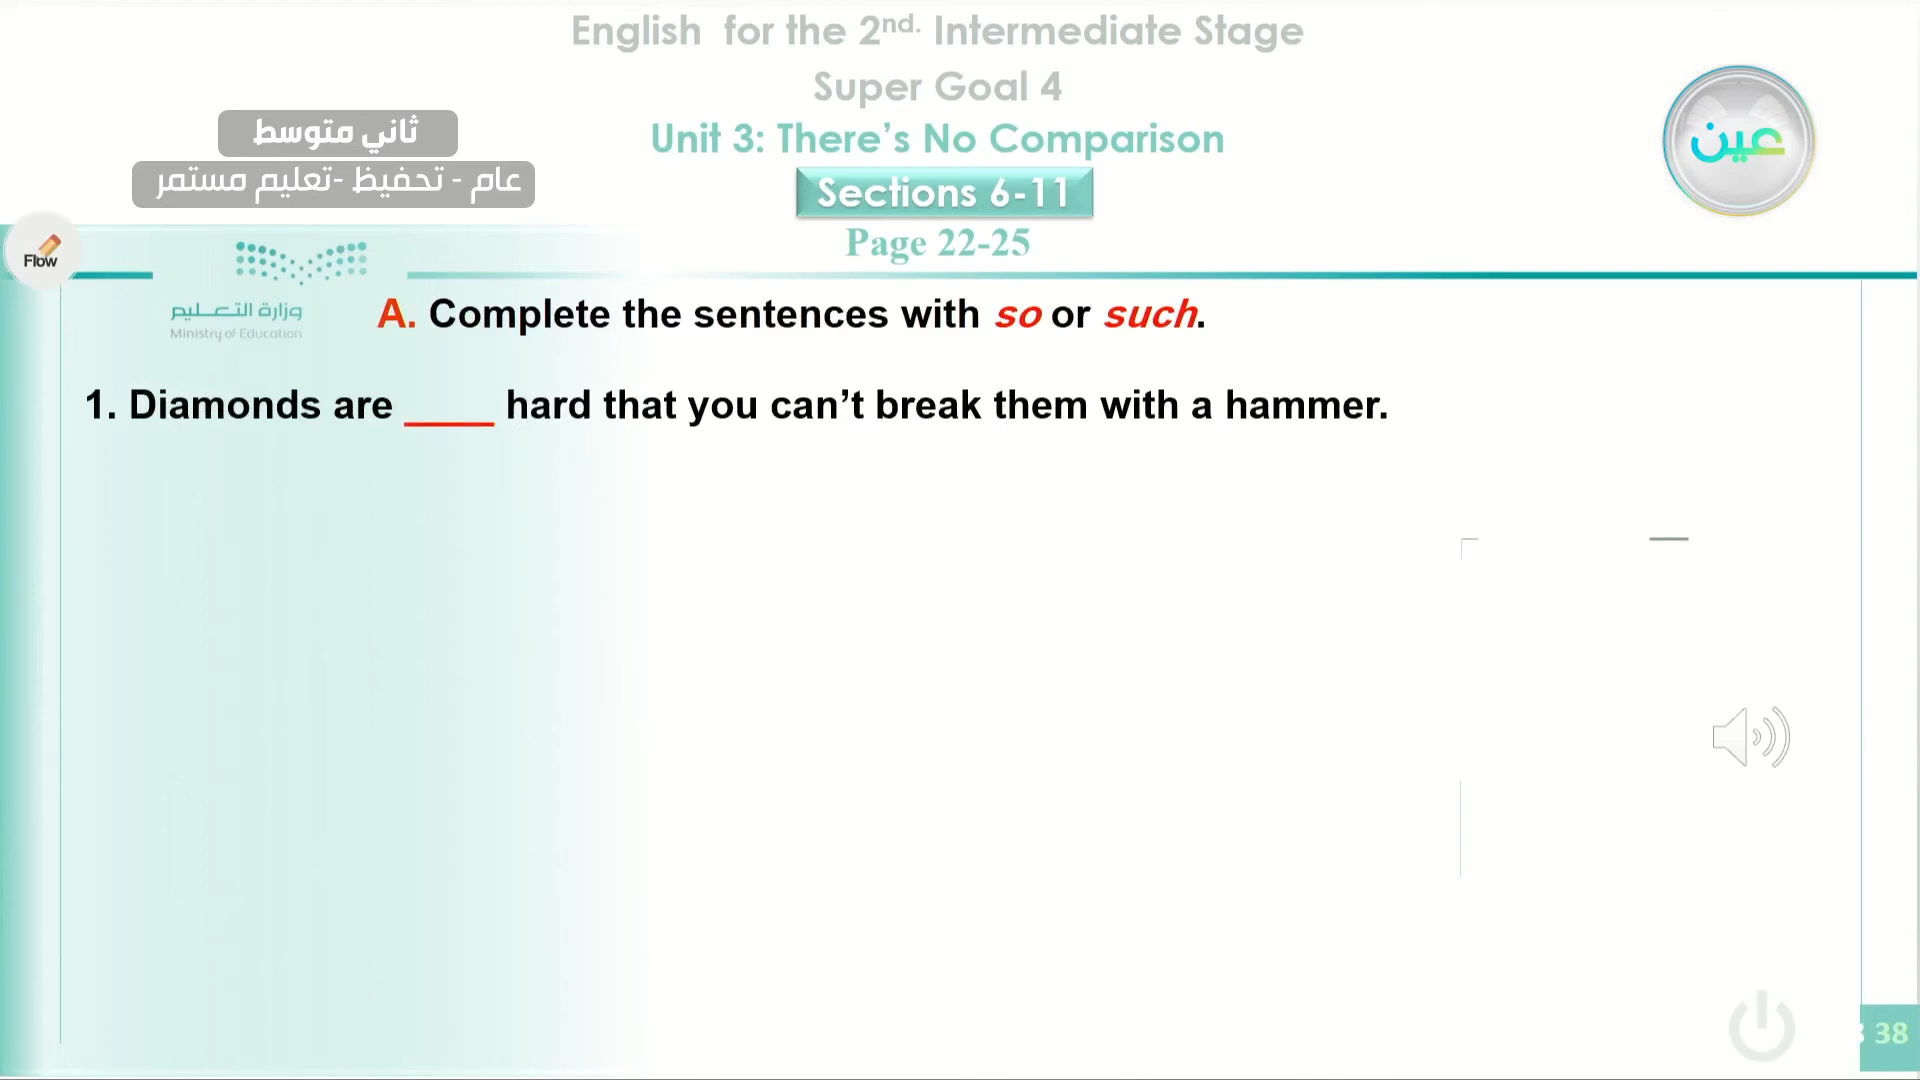 English for the 2nd. Intermediate Stage
Super Goal 4
ثاني متوسط
Unit 3: There’s No Comparison
عام - تحفيظ -تعليم مستمر
عين
Sections 6-11
Page 22-25
Flow
وزارة التعليم
Ministry of Education
A. Complete the sentences with so or such.
1. Diamonds are ____ hard that you can’t break them with a hammer.
38